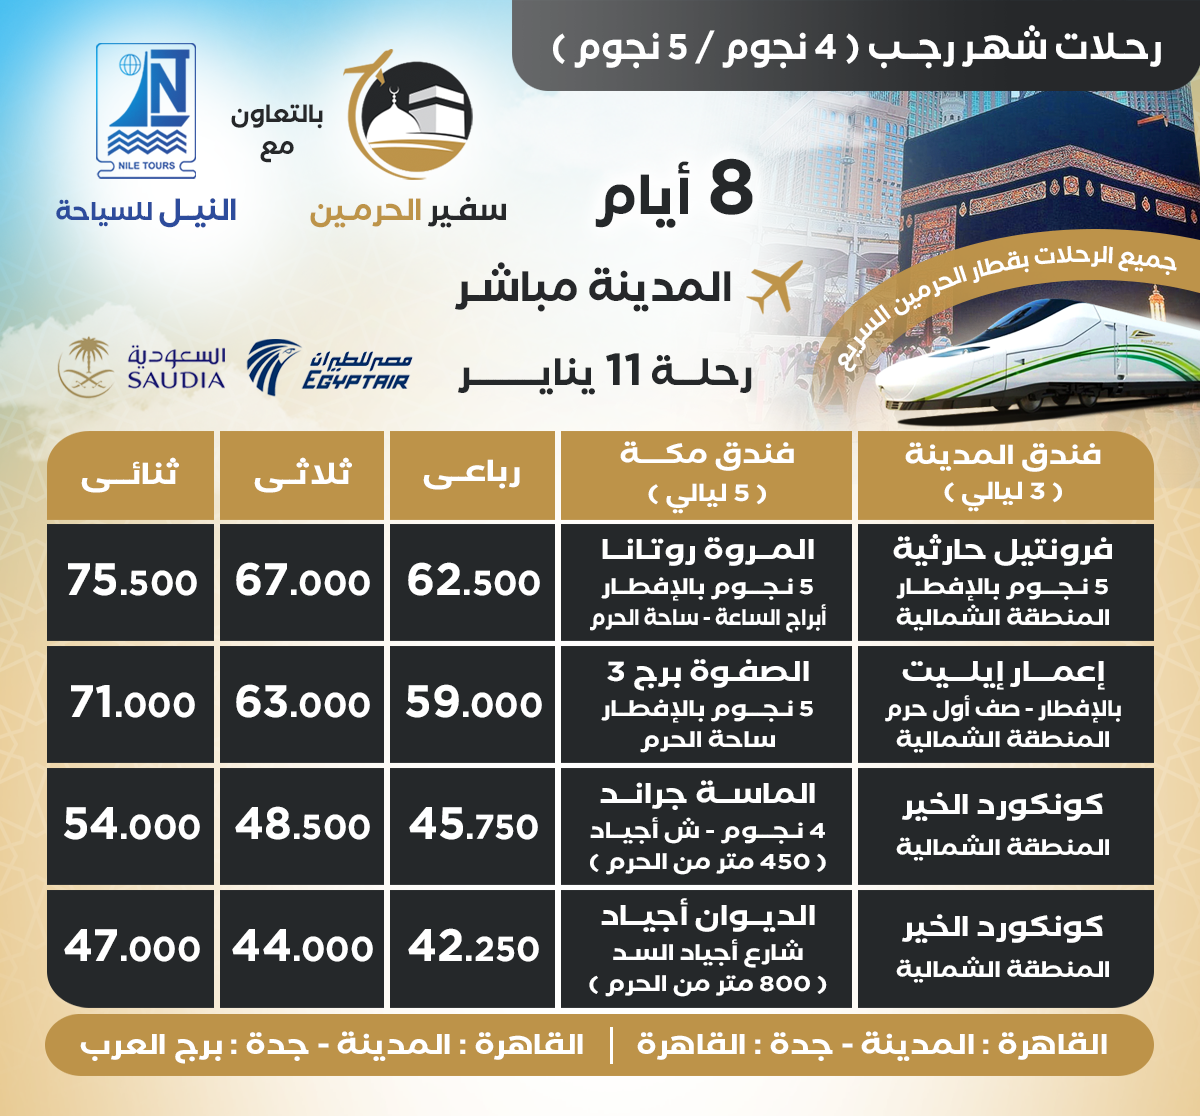 رحلات شهر رجب ( 4 نجوم / 5 نجوم )
NILE TOURS
النيل للسياحة
بالتعاون
مع
سفير الحرمين
8 أيام
المدينة مباشر
رحلة 11 يناير
جميع الرحلات بقطار الحرمين السريع
مصر للطيران
EGYPTAIR
السعودية
SAUDIA
فندق المدينة
( 3 ليالي )
فندق مكة
( 5 ليالي )
رباعى
ثلاثى
ثنائى
فرونتيل حارثية
5 نجوم بالإفطار
المنطقة الشمالية
المروة روتانا
5 نجوم بالإفطار
أبراج الساعة - ساحة الحرم
62.500
67.000
75.500
إعمار إيليت
بالإفطار - صف أول حرم
المنطقة الشمالية
الصفوة برج 3
5 نجوم بالإفطار
ساحة الحرم
59.000
63.000
71.000
كونكورد الخير
المنطقة الشمالية
الماسة جراند
4 نجوم - ش أجياد
( 450 متر من الحرم )
45.750
48.500
54.000
كونكورد الخير
المنطقة الشمالية
الديوان أجياد
شارع أجياد السد
( 800 متر من الحرم )
42.250
44.000
47.000
القاهرة : المدينة - جدة : القاهرة | القاهرة : المدينة - جدة : برج العرب